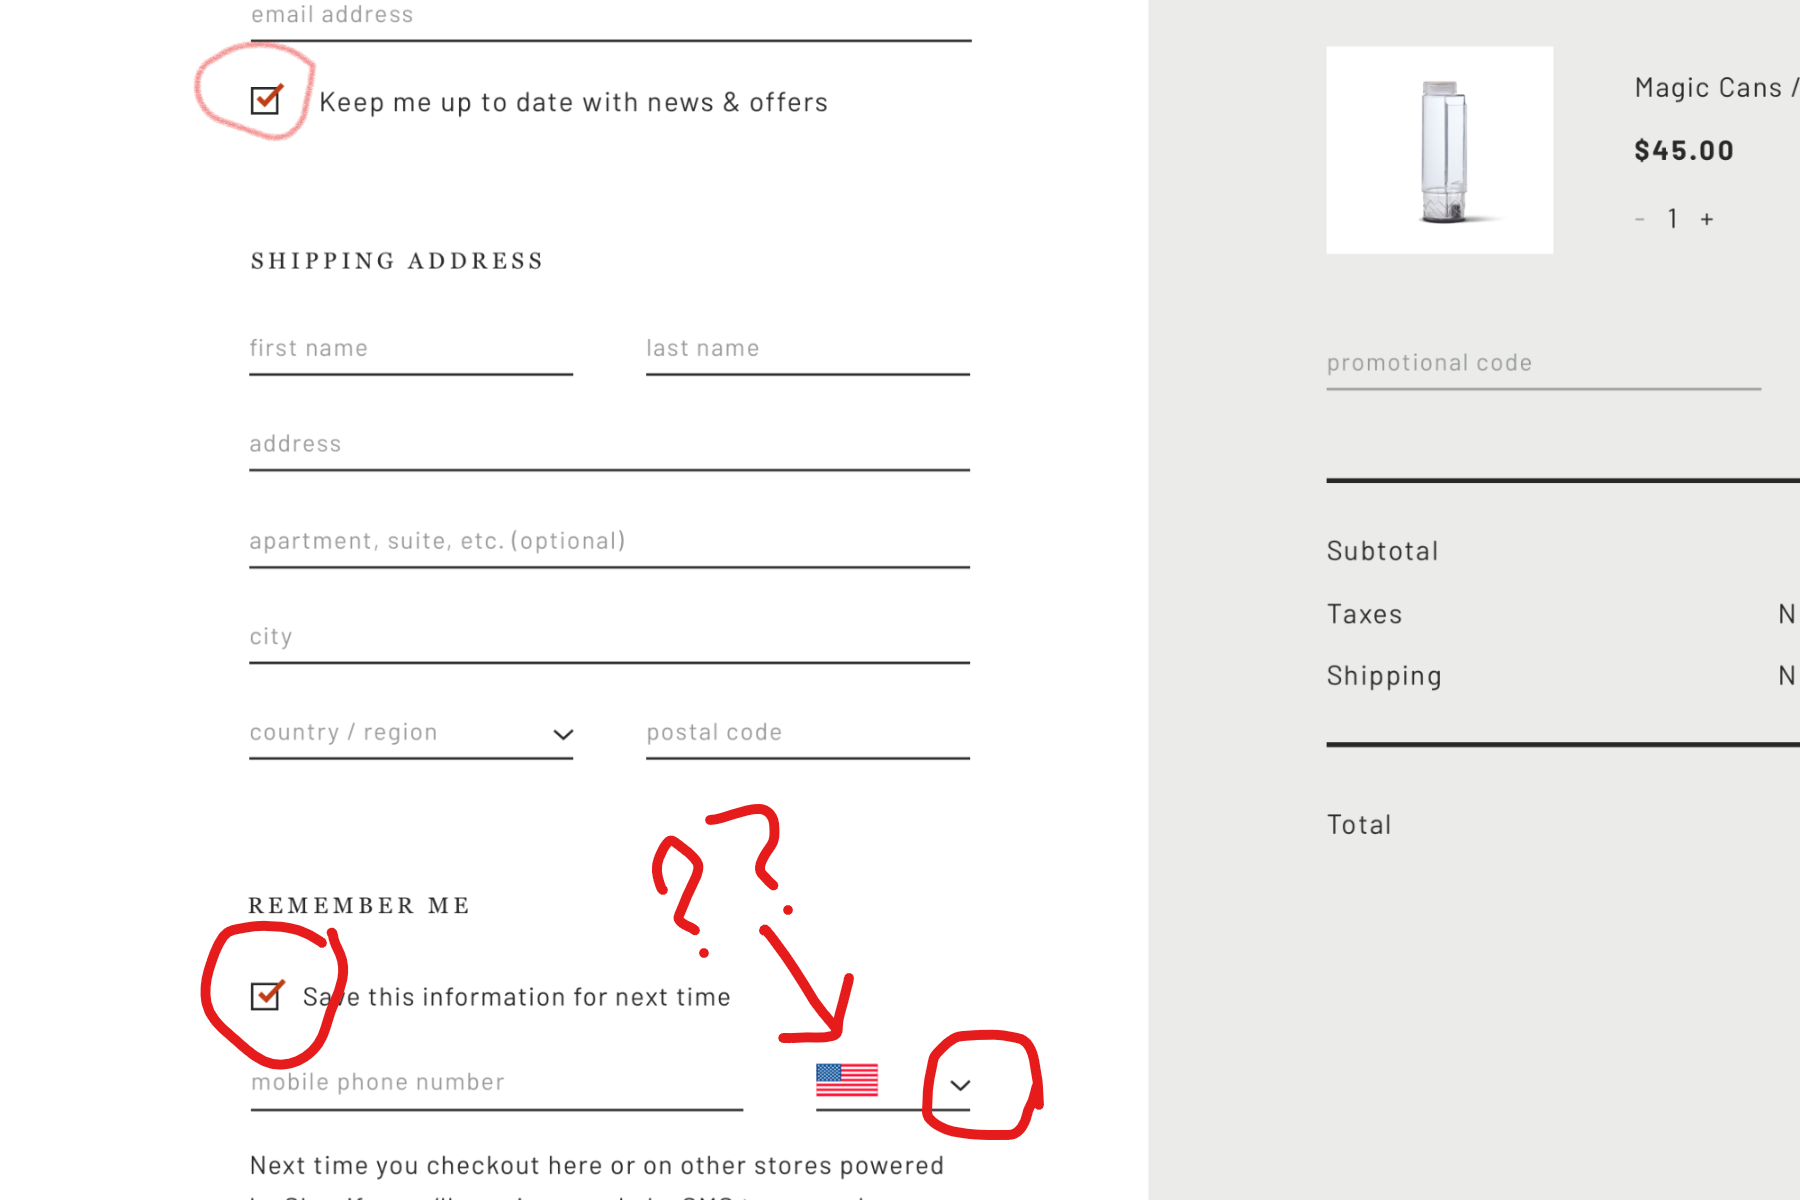 email address
Keep me up to date with news & offers
SHIPPING ADDRESS
first name last name
address
apartment, suite, etc. (optional)
city
country / region postal code
??
REMEMBER ME
Save this information for next time
mobile phone number
Next time you checkout here or on other stores powered
Magic Cans /
$45.00
- 1 +
promotional code
Subtotal
Taxes N
Shipping N
Total